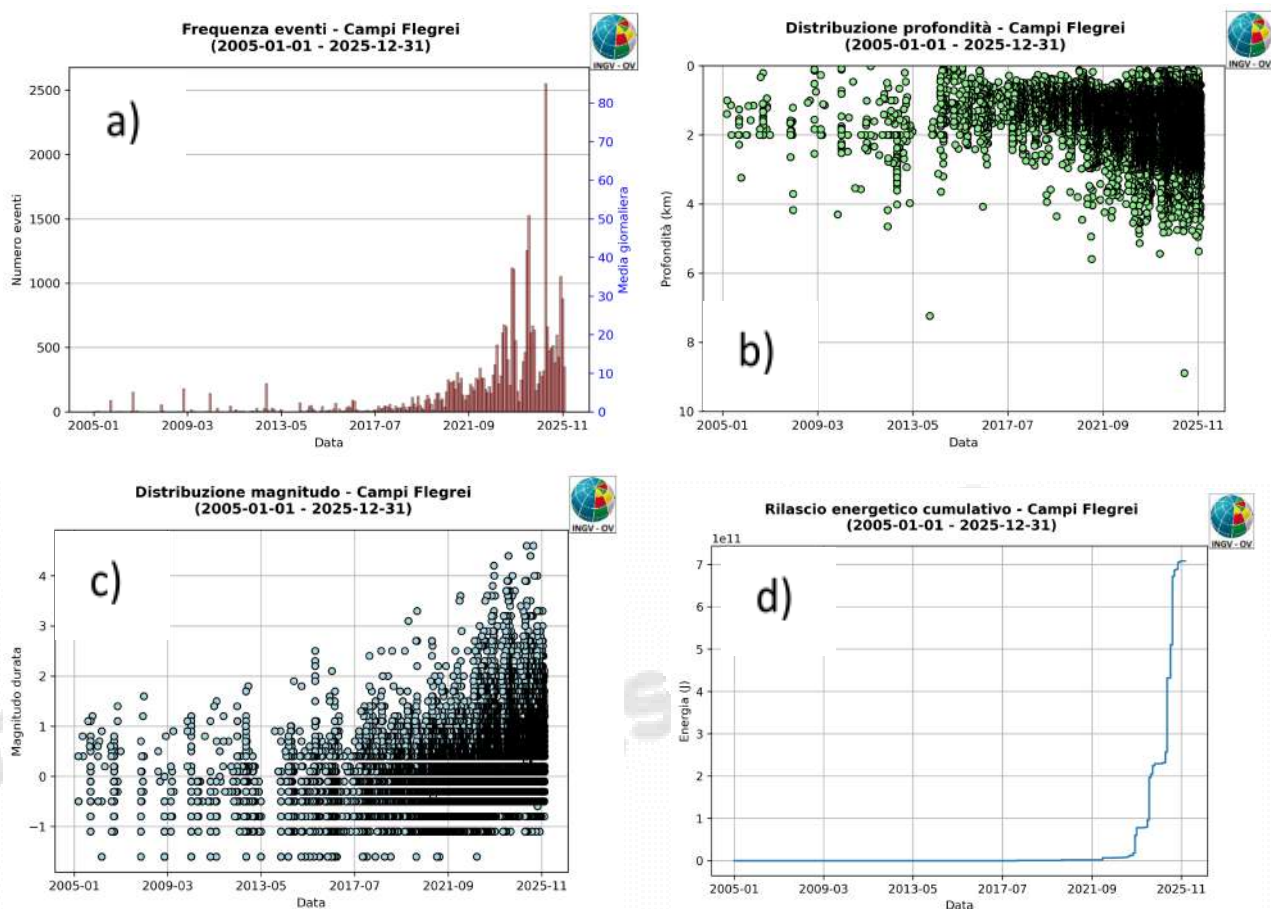 Frequenza eventi - Campi Flegrei
(2005-01-01 - 2025-12-31)
INGV - OV
a)
2500
2000
1500
1000
500
0
Numero eventi
80
70
60
50
40
30
20
10
0
Media giornaliera
2005-01 2009-03 2013-05 2017-07 2021-09 2025-11
Data
Distribuzione profondità - Campi Flegrei
(2005-01-01 - 2025-12-31)
INGV - OV
b)
0
2
4
6
8
10
Profondità (km)
2005-01 2009-03 2013-05 2017-07 2021-09 2025-11
Data
Distribuzione magnitudo - Campi Flegrei
(2005-01-01 - 2025-12-31)
INGV - OV
c)
4
3
2
1
0
−1
Magnitudo durata
2005-01 2009-03 2013-05 2017-07 2021-09 2025-11
Data
Rilascio energetico cumulativo - Campi Flegrei
(2005-01-01 - 2025-12-31)
INGV - OV
1e11
d)
7
6
5
4
3
2
1
0
Energia (J)
2005-01 2009-03 2013-05 2017-07 2021-09 2025-11
Data